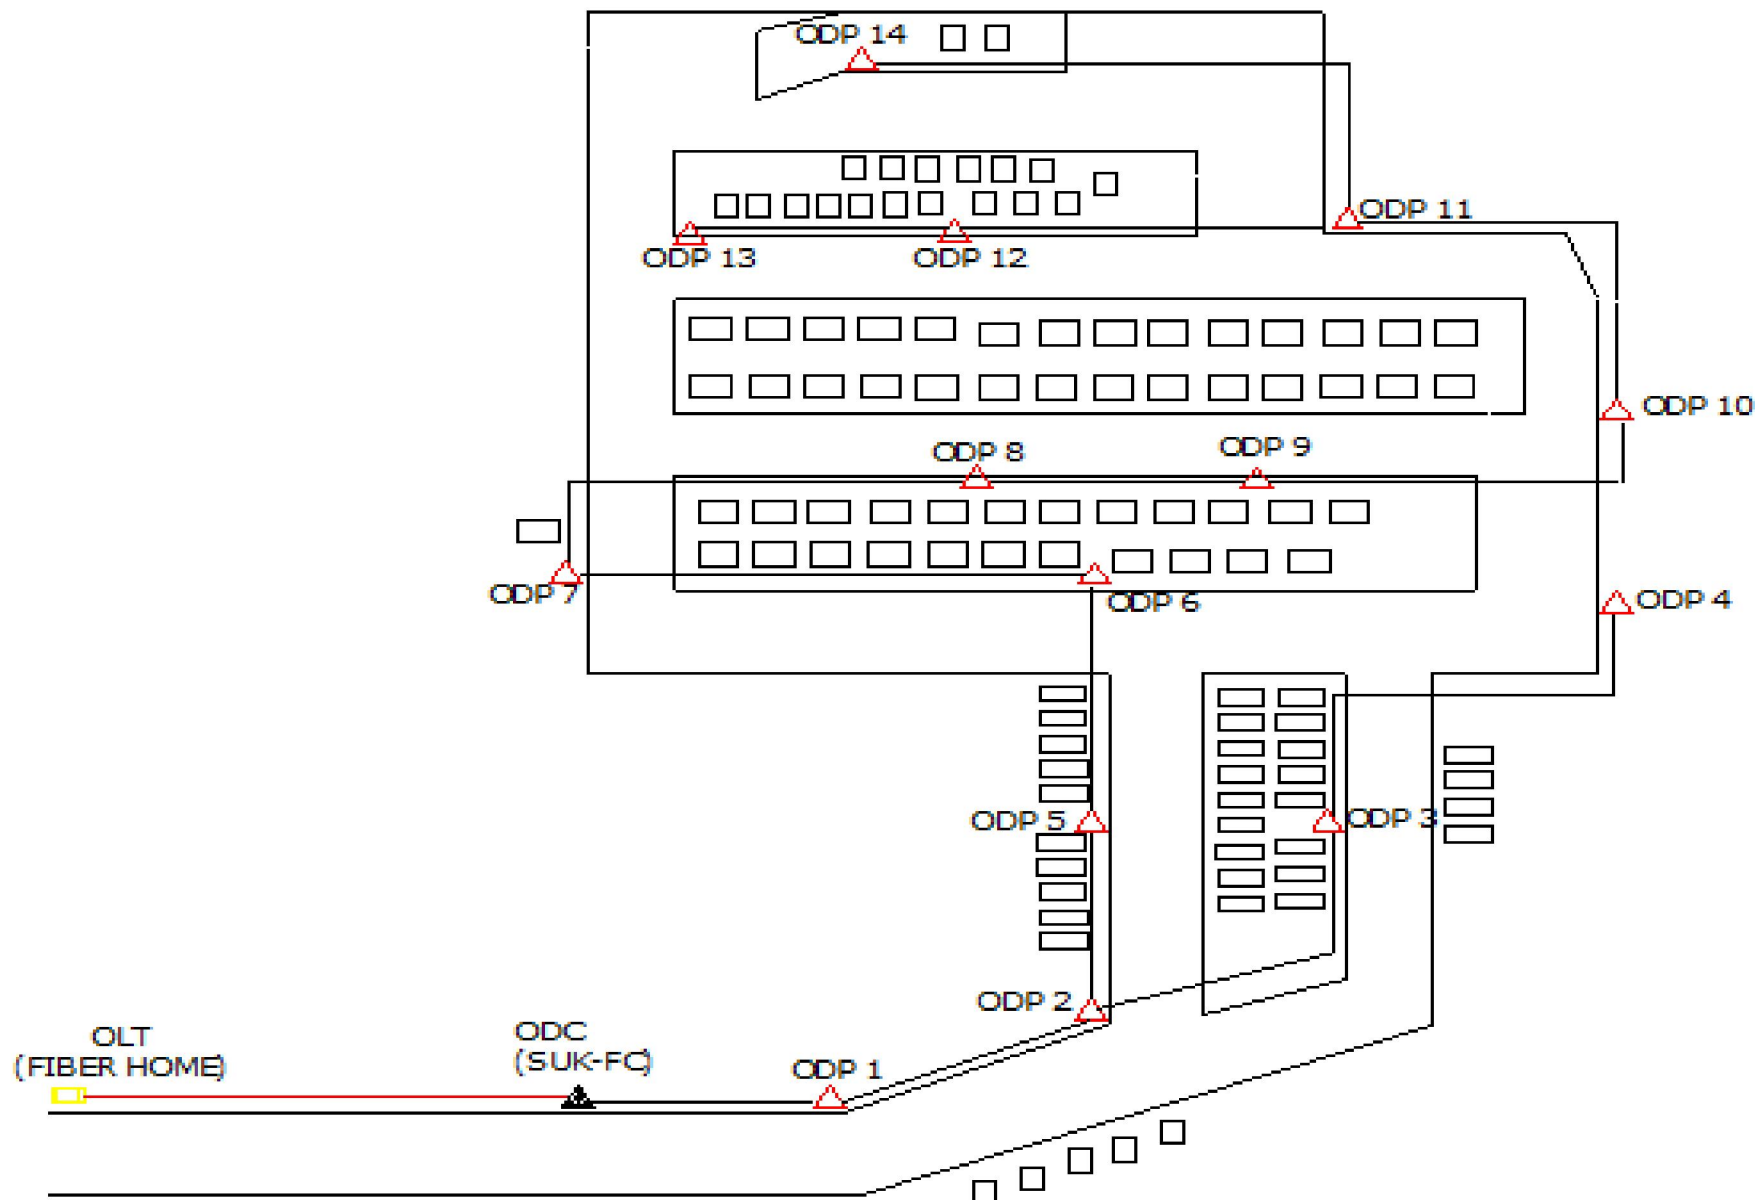 ODP 14
ODP 11
ODP 13
ODP 12
ODP 10
ODP 8
ODP 9
ODP 7
ODP 6
ODP 4
ODP 5
ODP 3
ODP 2
OLT
(FIBER HOME)
ODC
(SUK-FC)
ODP 1